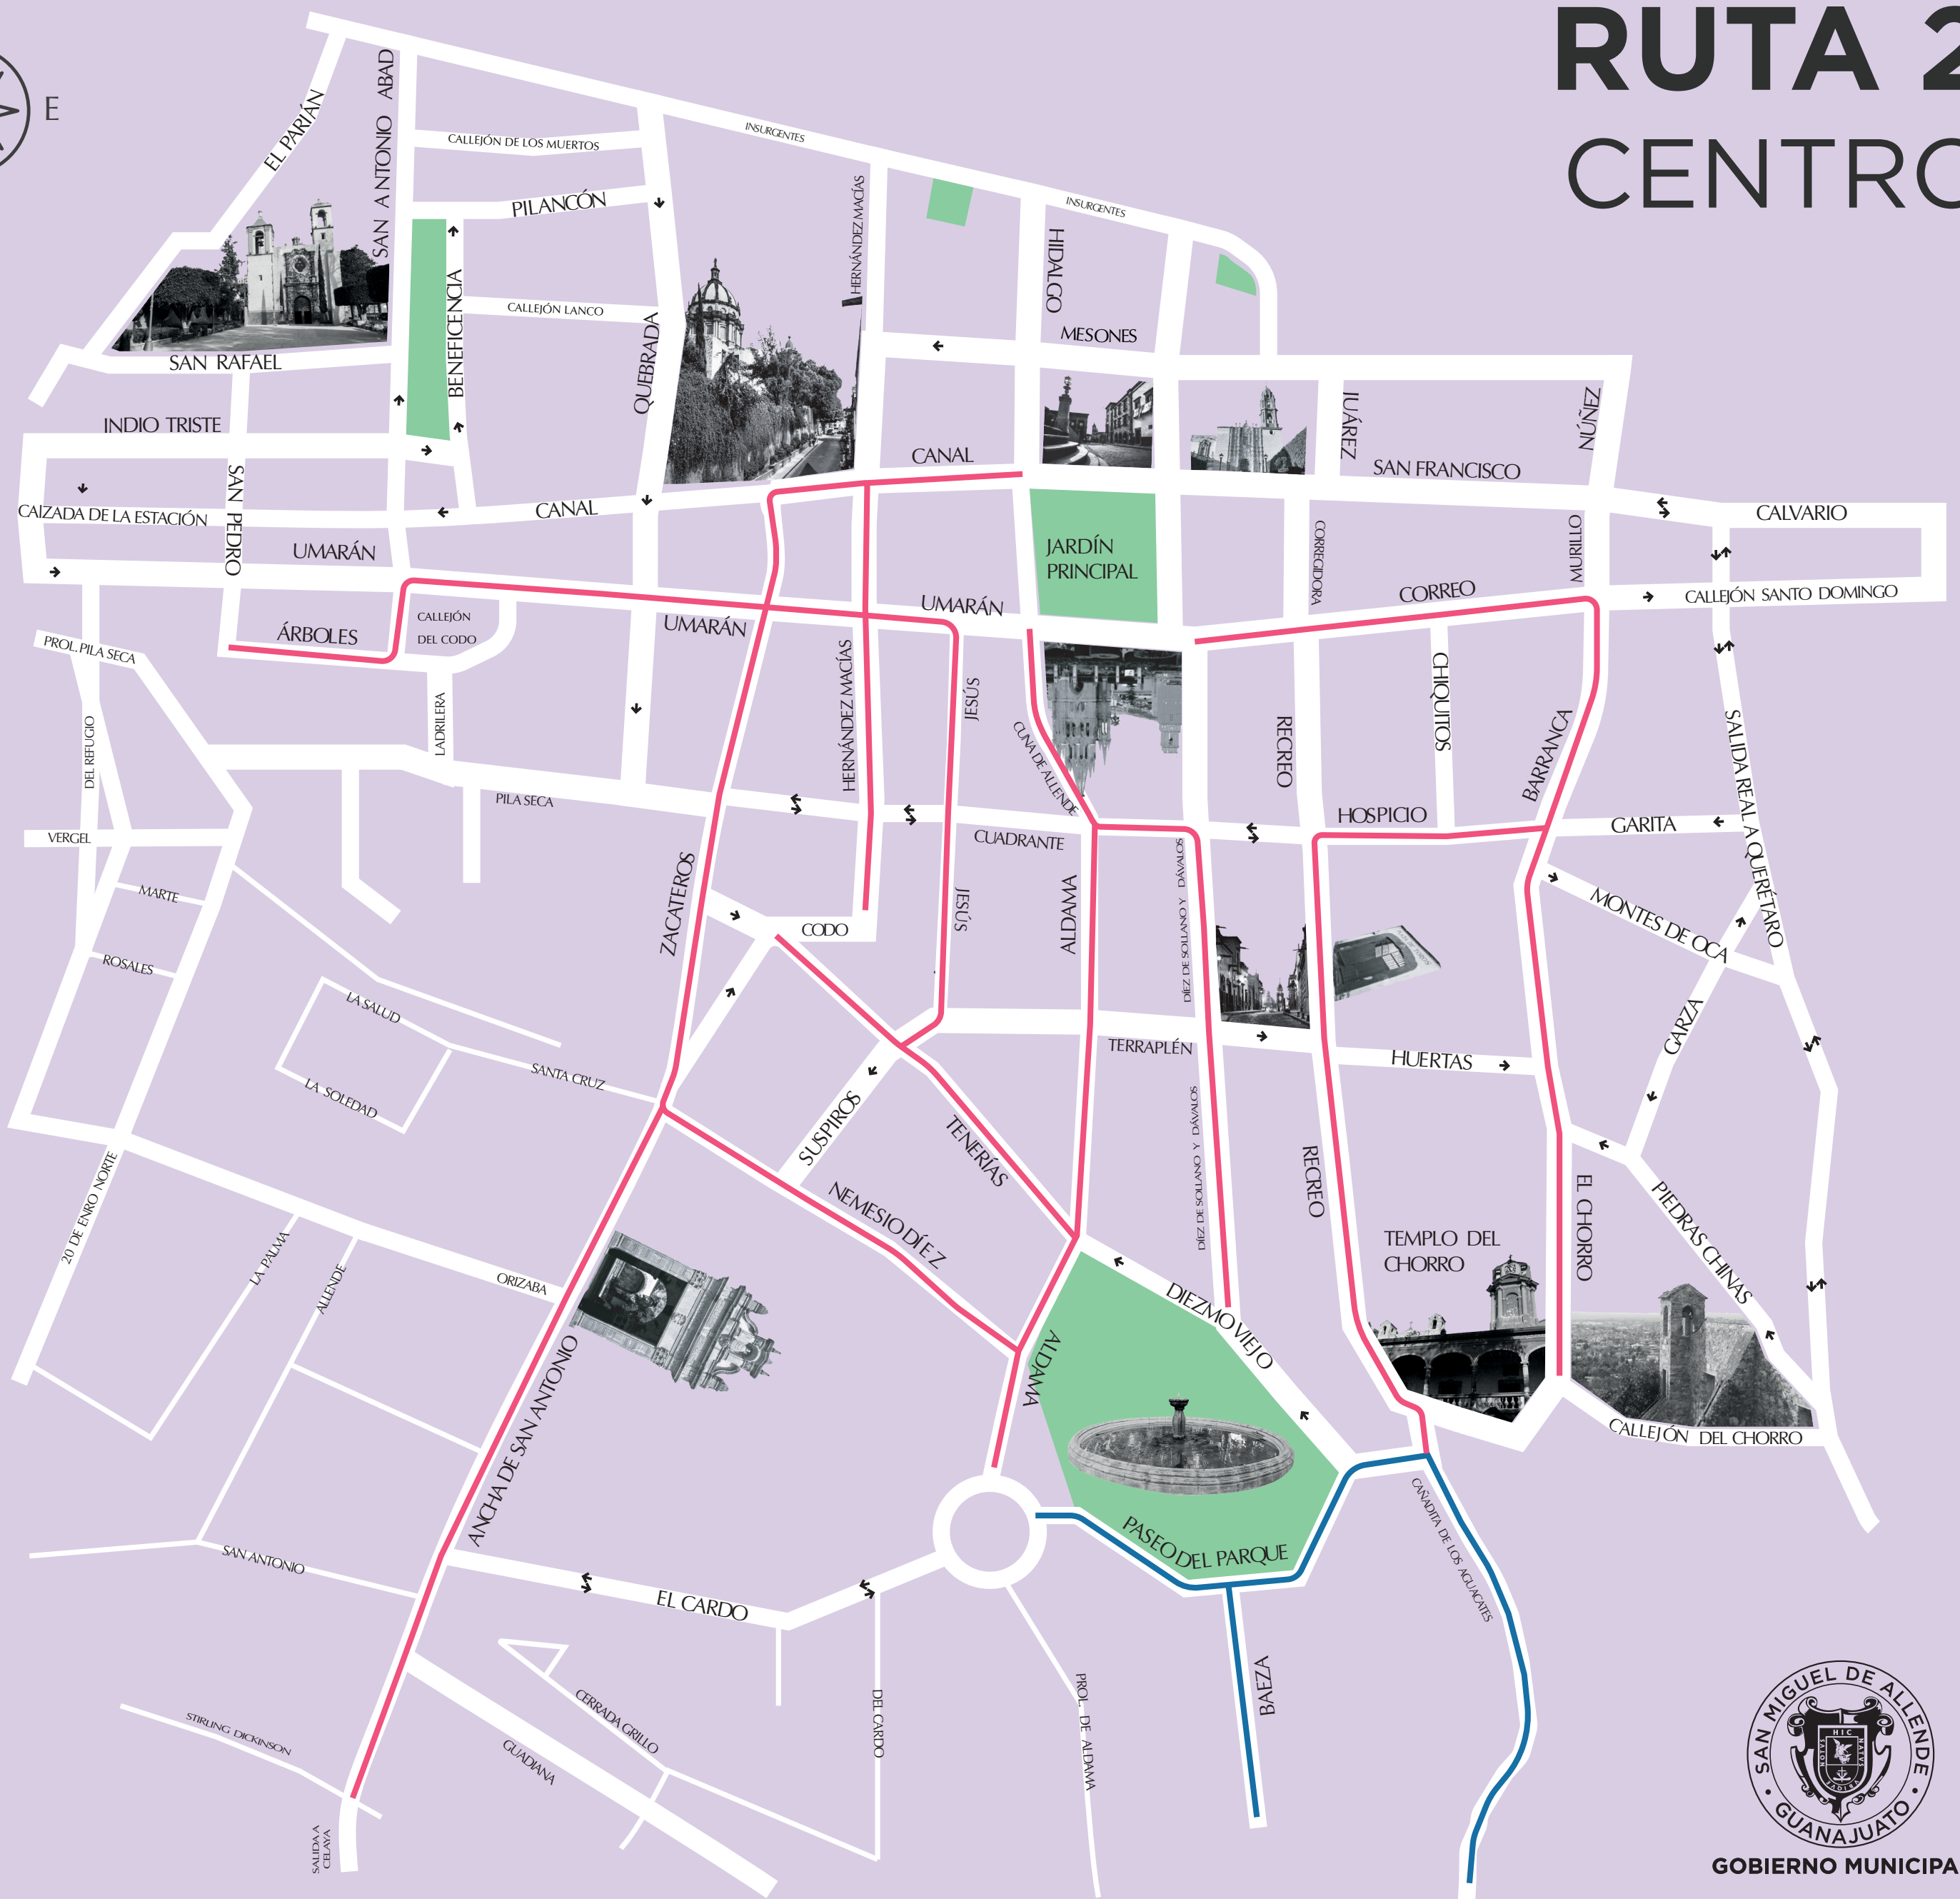 RUTA 2
CENTRO
E
EL PARIÁN
SAN ANTONIO ABAD
CALLEJÓN DE LOS MUERTOS
INSURGENTES
PILANCÓN
HERNÁNDEZ MACÍAS
INSURGENTES
HIDALGO
BENEFICENCIA
CALLEJÓN LANCO
QUEBRADA
MESONES
SAN RAFAEL
JUÁREZ
NÚÑEZ
INDIO TRISTE
CANAL
SAN FRANCISCO
SAN PEDRO
CAIZADA DE LA ESTACIÓN
CANAL
CALVARIO
UMARÁN
JARDÍN
PRINCIPAL
CORREGIDORA
MURILLO
CORREO
CALLEJÓN SANTO DOMINGO
CALLEJÓN
DEL CODO
ÁRBOLES
UMARÁN
UMARÁN
PROL. PILA SECA
LADRILERA
DEL REFUGIO
HERNÁNDEZ MACÍAS
JESÚS
CUNA DE ALLENDE
RECREO
CHIQUITOS
BARRANCA
SALIDA REAL A QUERÉTARO
PILA SECA
VERGEL
CUADRANTE
HOSPICIO
GARITA
MARTE
ZACATEROS
CODO
JESÚS
ALDAMA
DÍEZ DE SOLLANO Y DÁVALOS
MONTES DE OCA
ROSALES
LA SALUD
GARZA
TERRAPLÉN
HUERTAS
SANTA CRUZ
LA SOLEDAD
SUSPIROS
TENERÍAS
DÍEZ DE SOLLANO Y DÁVALOS
RECREO
EL CHORRO
PIEDRAS CHINAS
20 DE ENRO NORTE
NEMESIO DÍEZ
TEMPLO DEL
CHORRO
LA PALMA
ALLENDE
ORIZABA
DIEZMO VIEJO
ALDAMA
ANCHA DE SAN ANTONIO
CALLEJÓN DEL CHORRO
PASEO DEL PARQUE
CAÑADITA DE LOS AGUACATES
SAN ANTONIO
EL CARDO
BAEZA
PROL. DE ALDAMA
DEL CARDO
CERRADA GRILLO
STIRLING DICKINSON
GUADIANA
SALIDA A
CELAYA
SAN MIGUEL DE ALLENDE
GUANAJUATO
HIC
GOBIERNO MUNICIPA